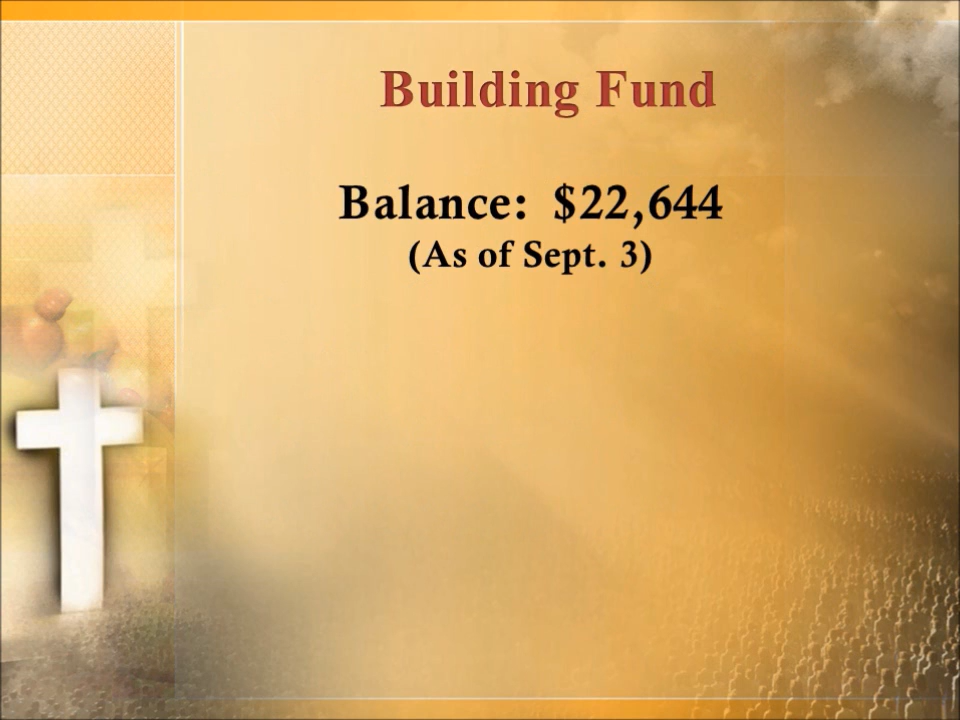 Building Fund
Balance: $22,644
(As of Sept. 3)